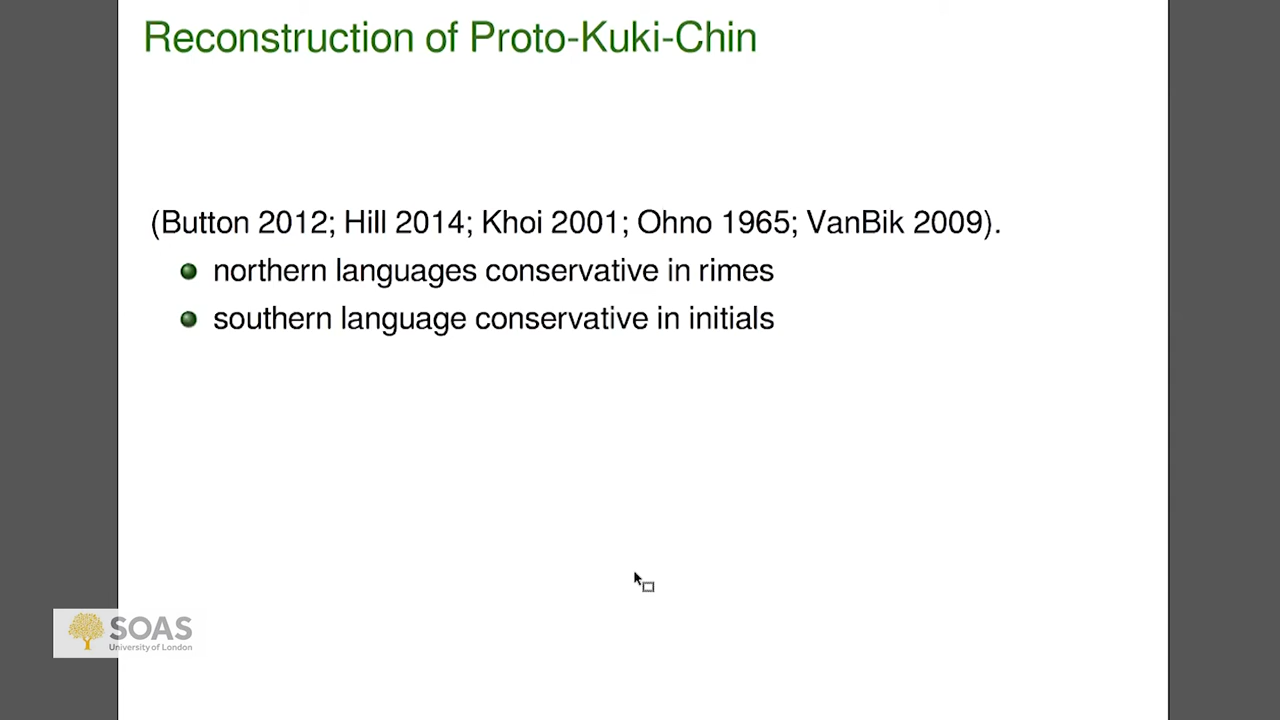 Reconstruction of Proto-Kuki-Chin
(Button 2012; Hill 2014; Khoi 2001; Ohno 1965; VanBik 2009).
northern languages conservative in rimes
southern language conservative in initials
SOAS
University of London